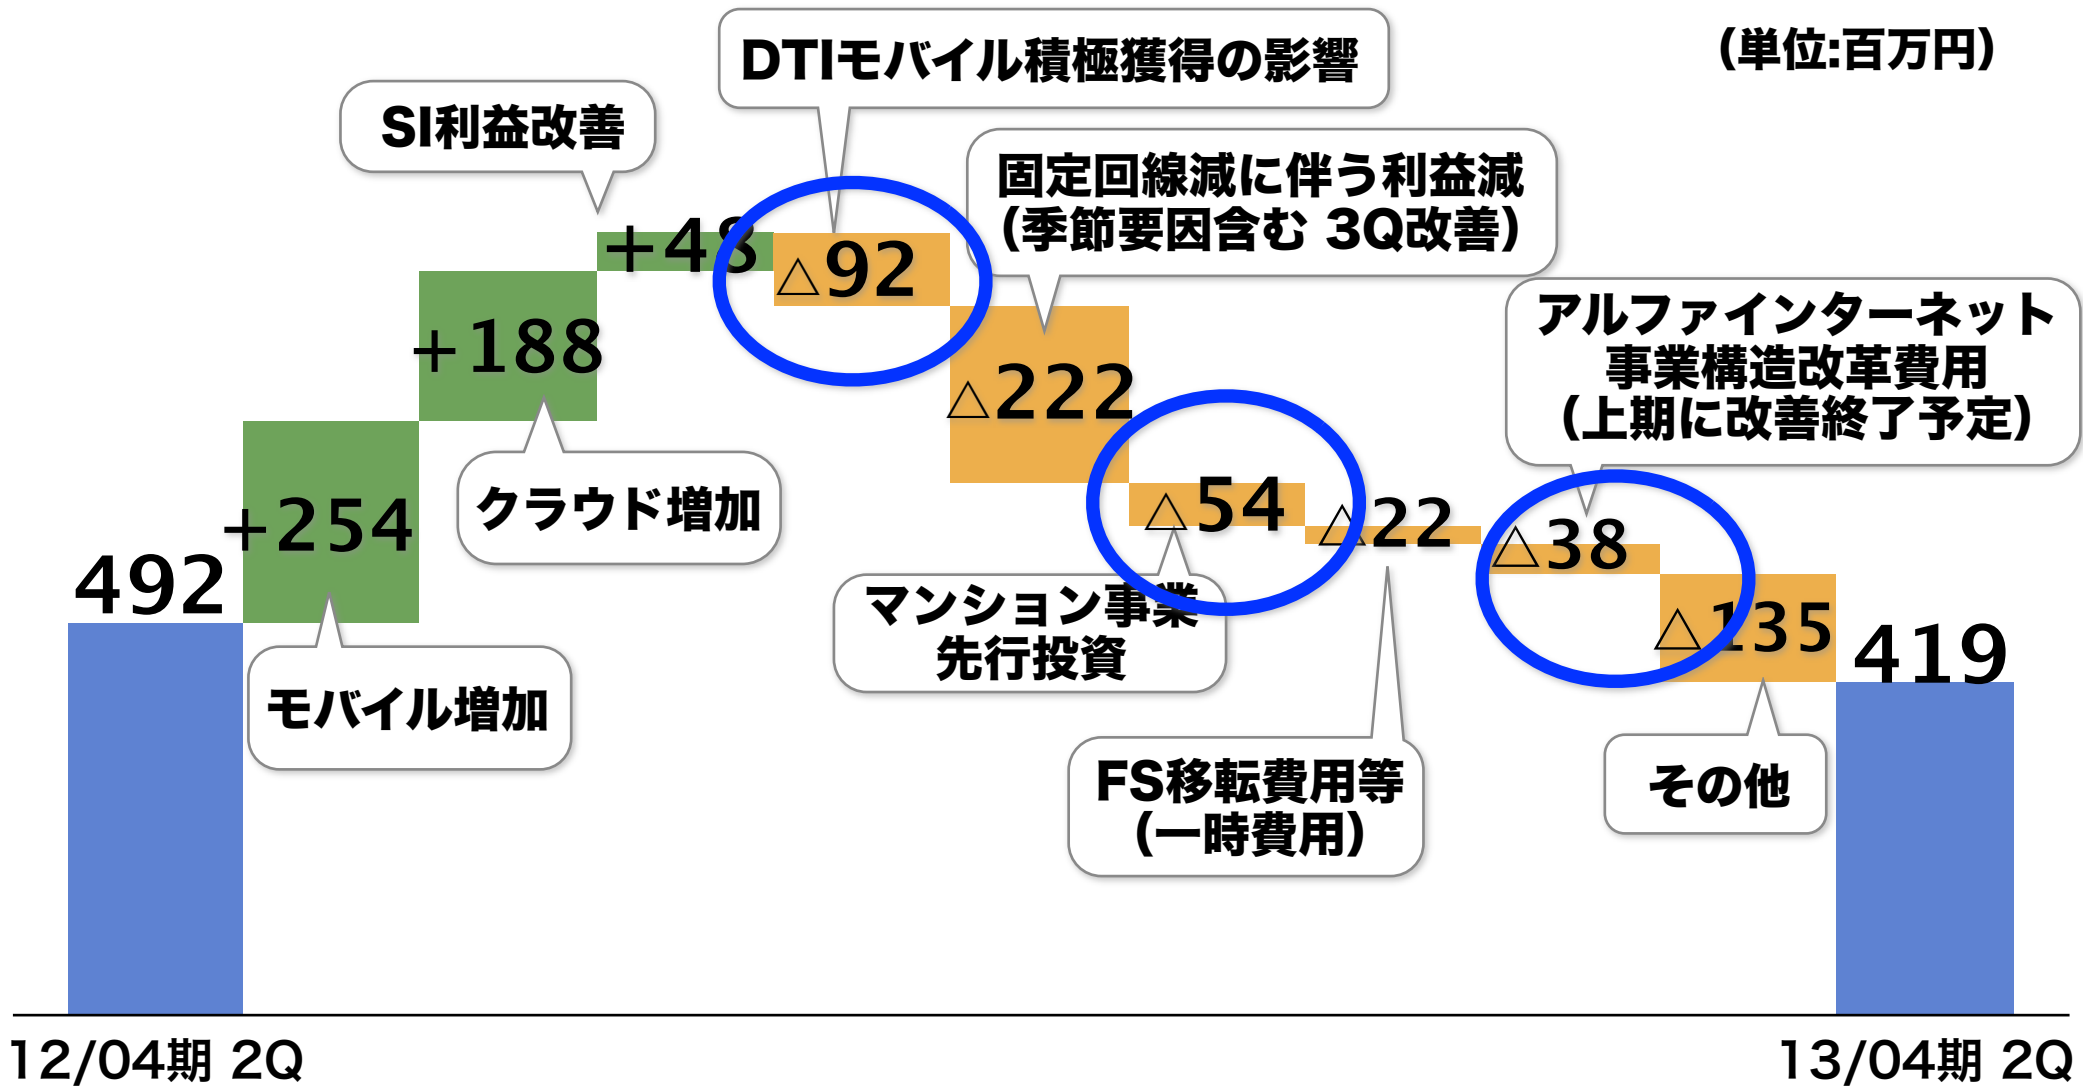 (単位:百万円)
DTIモバイル積極獲得の影響
SI利益改善
固定回線減に伴う利益減
(季節要因含む 3Q改善)
アルファインターネット
事業構造改革費用
(上期に改善終了予定)
492
+254
+188
+48
△92
△222
△54
△22
△38
△135
419
クラウド増加
モバイル増加
マンション事業
先行投資
FS移転費用等
(一時費用)
その他
12/04期 2Q
13/04期 2Q